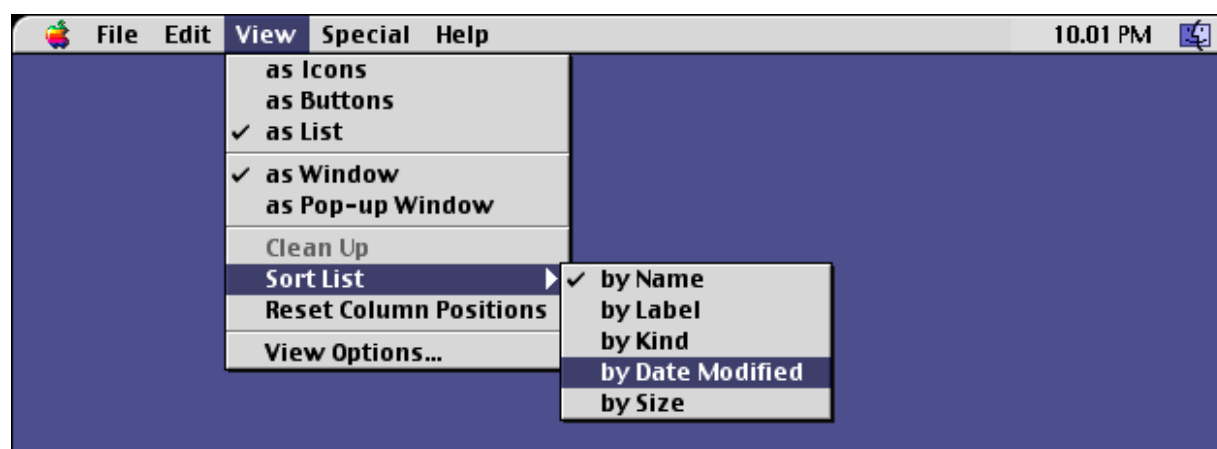 File Edit View Special Help 10.01 PM
as Icons
as Buttons
✓ as List
✓ as Window
as Pop-up Window
Clean Up
Sort List
Reset Column Positions
View Options...
✓ by Name
by Label
by Kind
by Date Modified
by Size